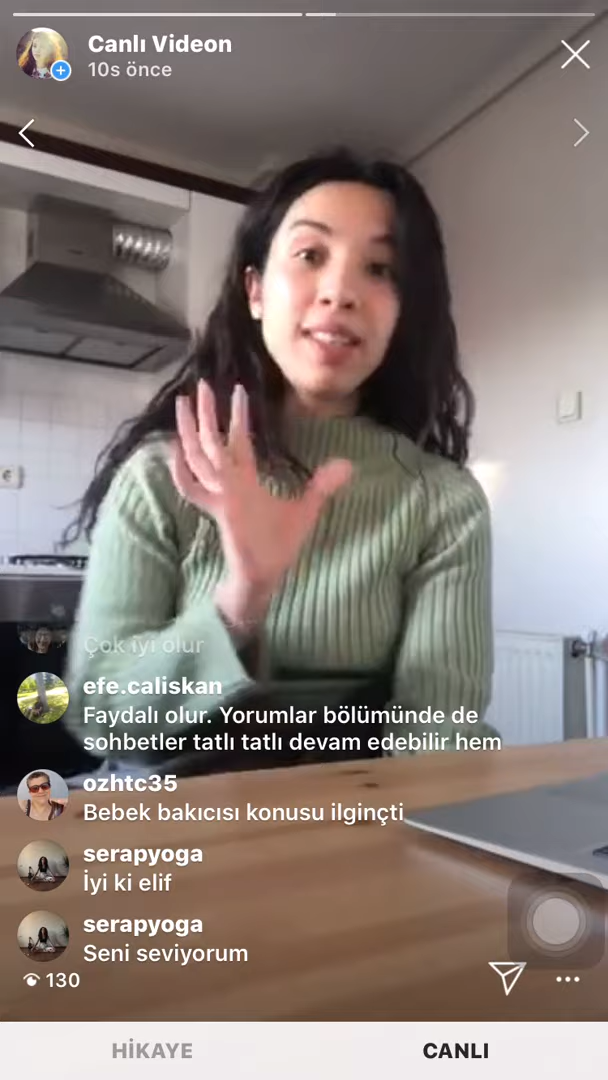 Canlı Videon
10s önce
Çok iyi olur
efe.caliskan
Faydalı olur. Yorumlar bölümünde de
sohbetler tatlı tatlı devam edebilir hem
ozhtc35
Bebek bakıcısı konusu ilginçti
serapyoga
İyi ki elif
serapyoga
Seni seviyorum
130
HİKAYE
CANLI